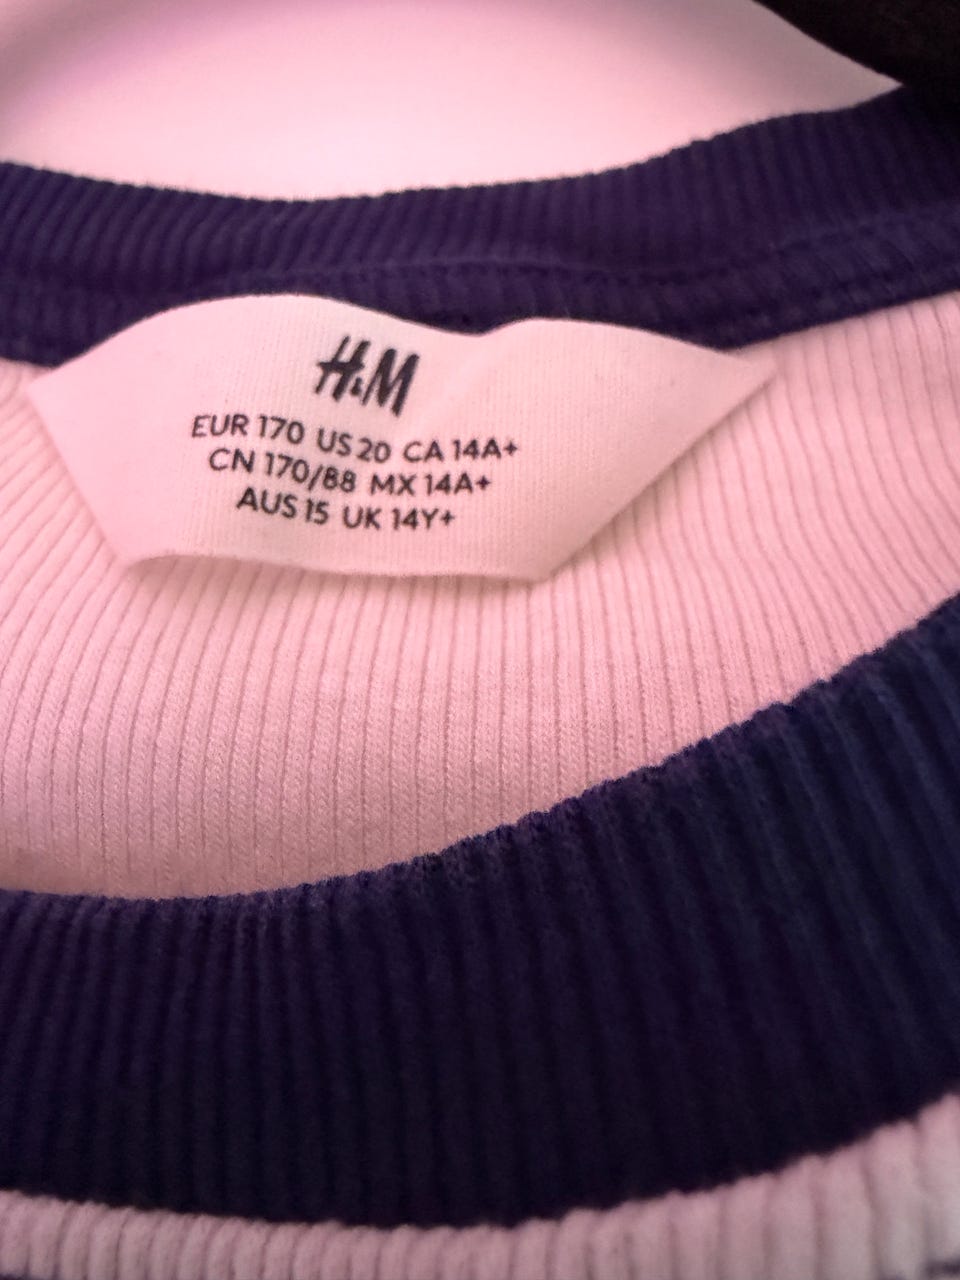 H&M
EUR 170 US 20 CA 14A+
CN 170/88 MX 14A+
AUS 15 UK 14Y+